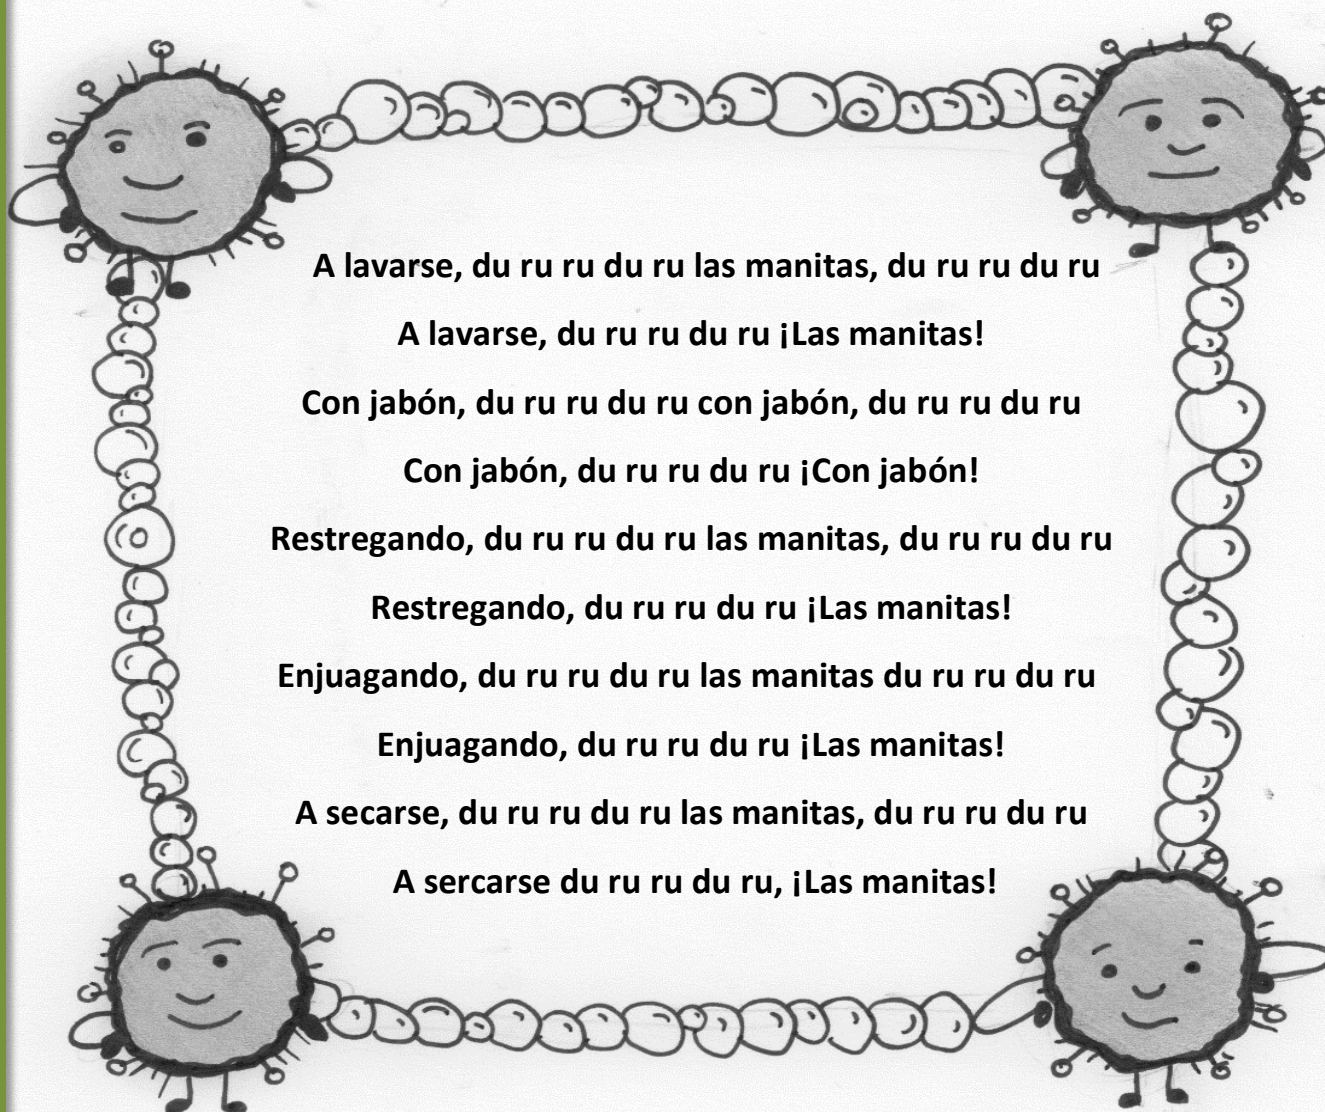 A lavarse, du ru ru du ru las manitas, du ru ru du ru
A lavarse, du ru ru du ru ¡Las manitas!
Con jabón, du ru ru du ru con jabón, du ru ru du ru
Con jabón, du ru ru du ru ¡Con jabón!
Restregando, du ru ru du ru las manitas, du ru ru du ru
Restregando, du ru ru du ru ¡Las manitas!
Enjuagando, du ru ru du ru las manitas du ru ru du ru
Enjuagando, du ru ru du ru ¡Las manitas!
A secarse, du ru ru du ru las manitas, du ru ru du ru
A sercarse du ru ru du ru, ¡Las manitas!